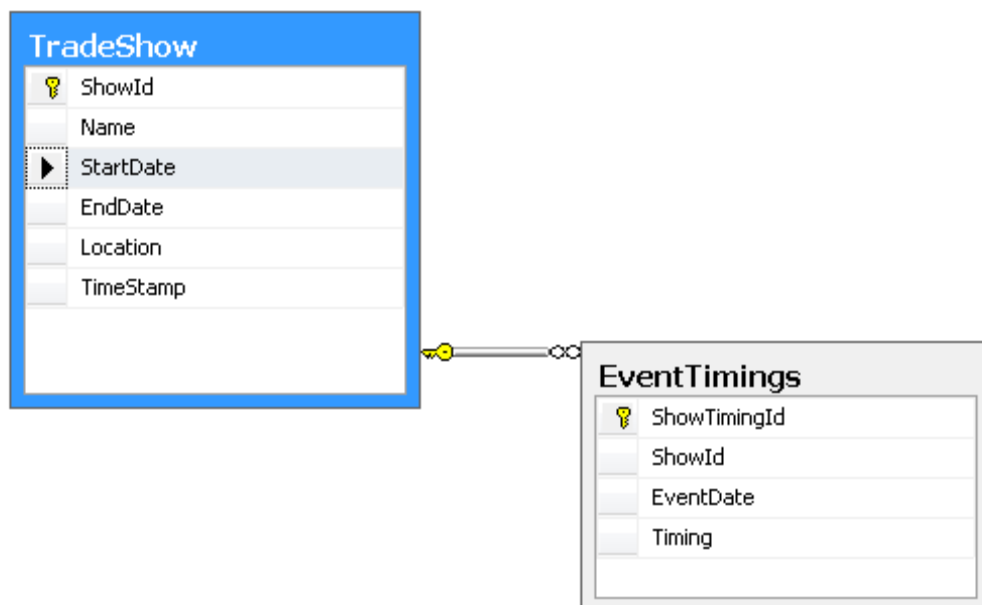 TradeShow
ShowId
Name
StartDate
EndDate
Location
TimeStamp
EventTimings
ShowTimingId
ShowId
EventDate
Timing